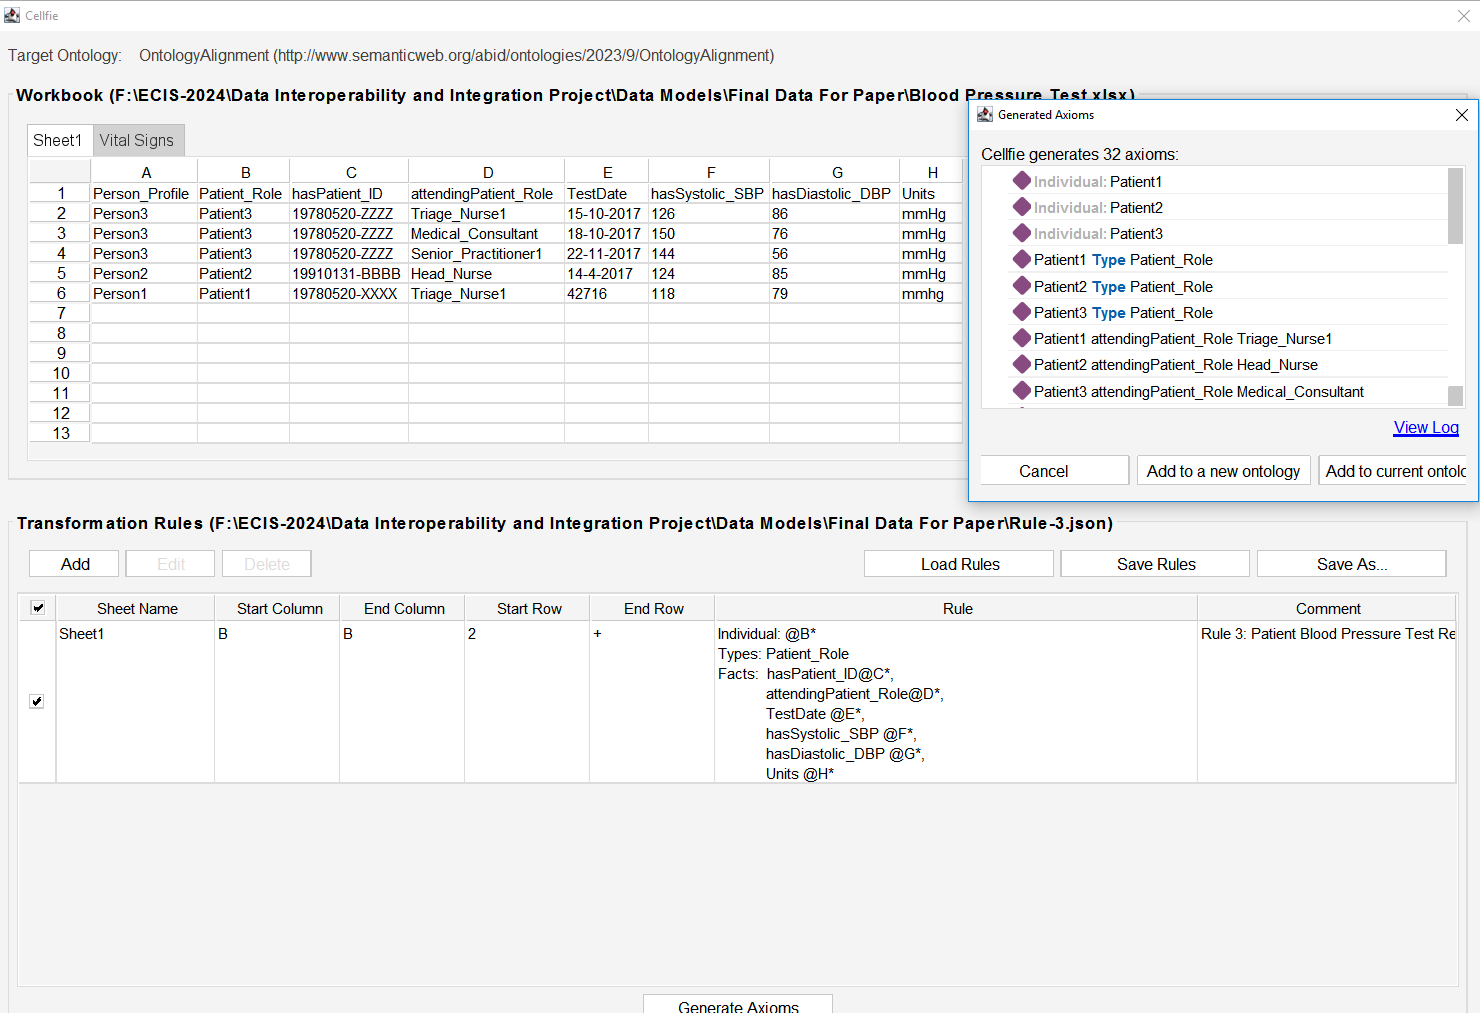 Cellfie
Target Ontology: OntologyAlignment (http://www.semanticweb.org/abid/ontologies/2023/9/OntologyAlignment)
Workbook (F:\ECIS-2024\Data Interoperability and Integration Project\Data Models\Final Data For Paper\Blood Pressure Test.xlsx)
Sheet1 Vital Signs
A B C D E F G H
1 Person_Profile Patient_Role hasPatient_ID attendingPatient_Role TestDate hasSystolic_SBP hasDiastolic_DBP Units
2 Person3 Patient3 19780520-ZZZZ Triage_Nurse1 15-10-2017 126 86 mmHg
3 Person3 Patient3 19780520-ZZZZ Medical_Consultant 18-10-2017 150 76 mmHg
4 Person3 Patient3 19780520-ZZZZ Senior_Practitioner1 22-11-2017 144 56 mmHg
5 Person2 Patient2 19910131-BBBB Head_Nurse 14-4-2017 124 85 mmHg
6 Person1 Patient1 19780520-XXXX Triage_Nurse1 42716 118 79 mmhg
7
8
9
10
11
12
13
Generated Axioms
Cellfie generates 32 axioms:
Individual: Patient1
Individual: Patient2
Individual: Patient3
Patient1 Type Patient_Role
Patient2 Type Patient_Role
Patient3 Type Patient_Role
Patient1 attendingPatient_Role Triage_Nurse1
Patient2 attendingPatient_Role Head_Nurse
Patient3 attendingPatient_Role Medical_Consultant
View Log
Cancel Add to a new ontology Add to current ontolo
Transformation Rules (F:\ECIS-2024\Data Interoperability and Integration Project\Data Models\Final Data For Paper\Rule-3.json)
Add Edit Delete Load Rules Save Rules Save As...
Sheet Name Start Column End Column Start Row End Row Rule Comment
Sheet1 B B 2 + Individual: @B* Rule 3: Patient Blood Pressure Test Re
Types: Patient_Role
Facts: hasPatient_ID@C*,
attendingPatient_Role@D*,
TestDate @E*,
hasSystolic_SBP @F*,
hasDiastolic_DBP @G*,
Units @H*
Generate Axioms